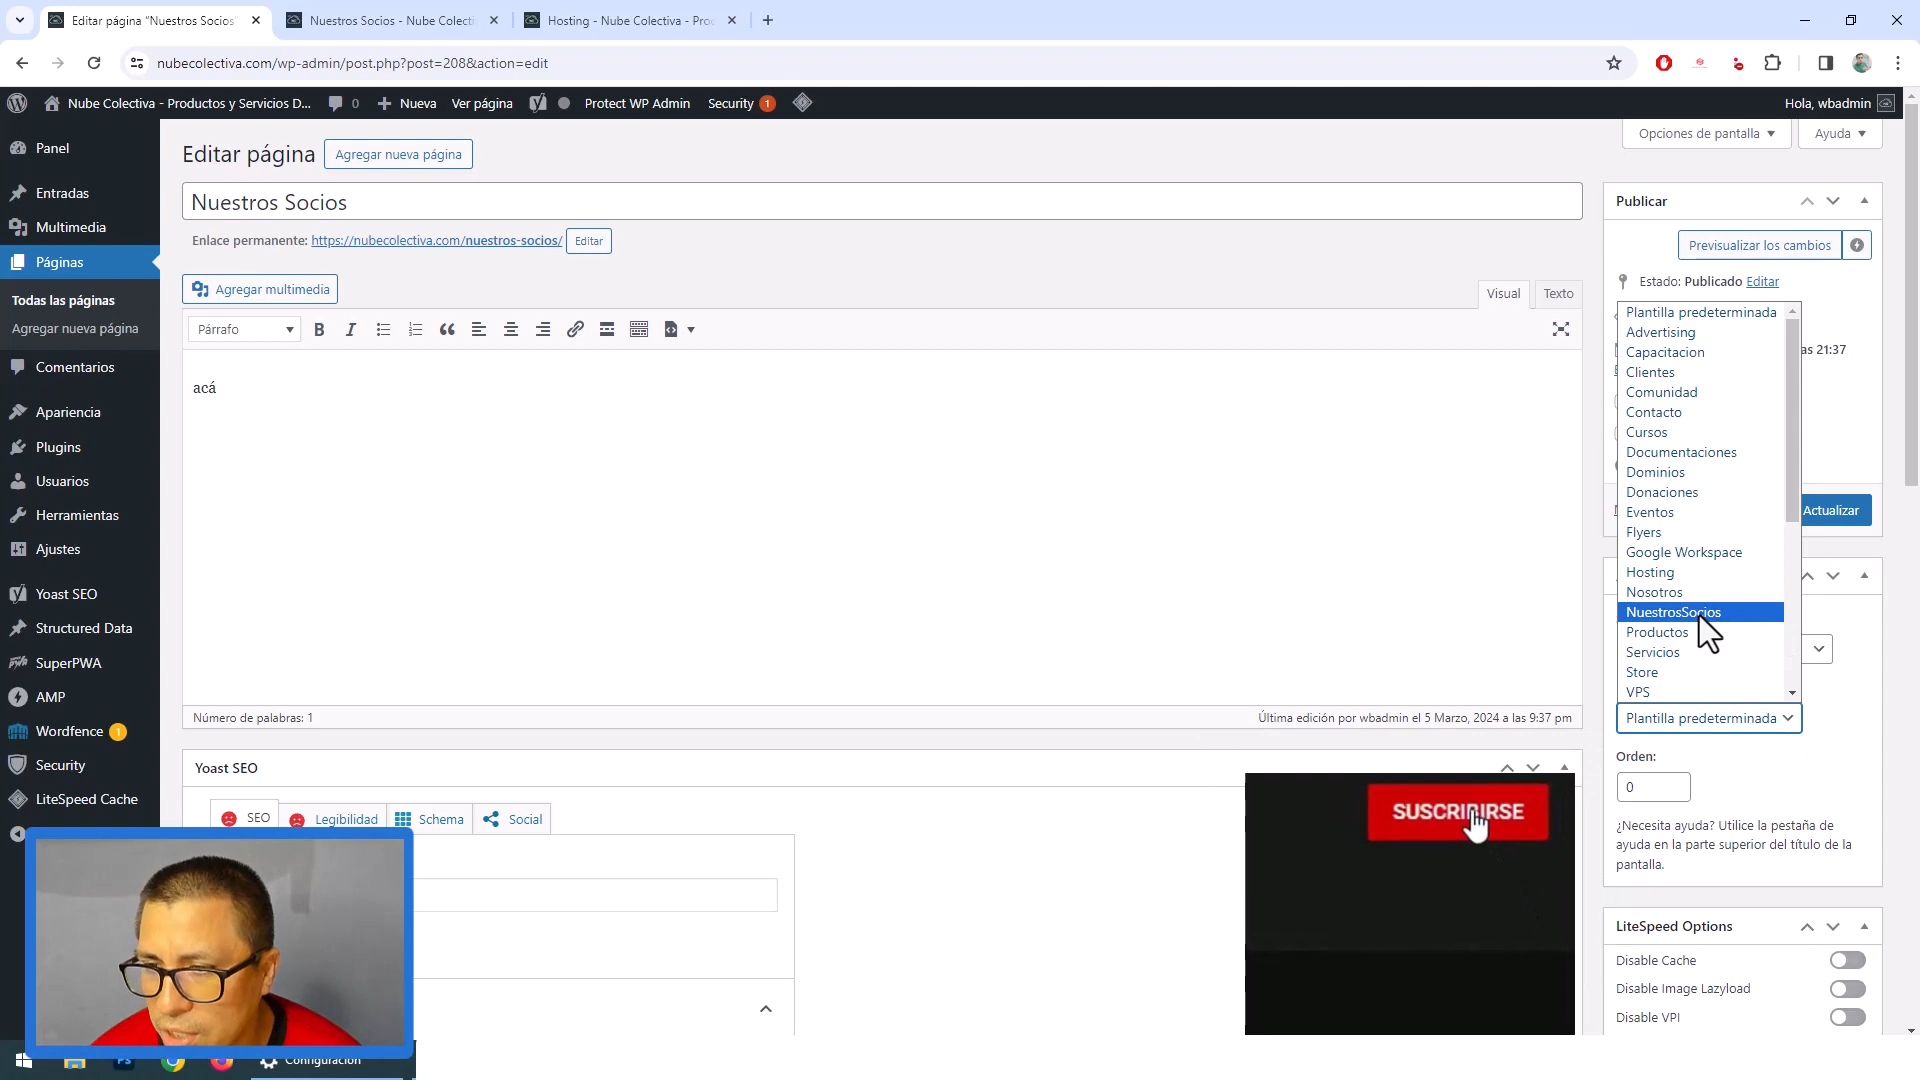 Editar página "Nuestros Socios"
Nuestros Socios - Nube Colecti
Hosting - Nube Colectiva - Pro
nubecolectiva.com/wp-admin/post.php?post=208&action=edit
Nube Colectiva - Productos y Servicios D... 0 Nueva Ver página Protect WP Admin Security 1 Hola, wbadmin
Opciones de pantalla Ayuda
Panel
Entradas
Multimedia
Páginas
Todas las páginas
Agregar nueva página
Comentarios
Apariencia
Plugins
Usuarios
Herramientas
Ajustes
Yoast SEO
Structured Data
SuperPWA
AMP
Wordfence 1
Security
LiteSpeed Cache
Editar página Agregar nueva página
Nuestros Socios
Enlace permanente: https://nubecolectiva.com/nuestros-socios/ Editar
Agregar multimedia
Visual Texto
Párrafo
acá
Número de palabras: 1 Última edición por wbadmin el 5 Marzo, 2024 a las 9:37 pm
Yoast SEO
SEO Legibilidad Schema Social
SUSCRIBIRSE
Publicar
Previsualizar los cambios
Estado: Publicado Editar
as 21:37
Actualizar
Plantilla predeterminada
Advertising
Capacitacion
Clientes
Comunidad
Contacto
Cursos
Documentaciones
Dominios
Donaciones
Eventos
Flyers
Google Workspace
Hosting
Nosotros
NuestrosSocios
Productos
Servicios
Store
VPS
Plantilla predeterminada
Orden:
0
¿Necesita ayuda? Utilice la pestaña de
ayuda en la parte superior del título de la
pantalla.
LiteSpeed Options
Disable Cache
Disable Image Lazyload
Disable VPI
Ps
Configuración